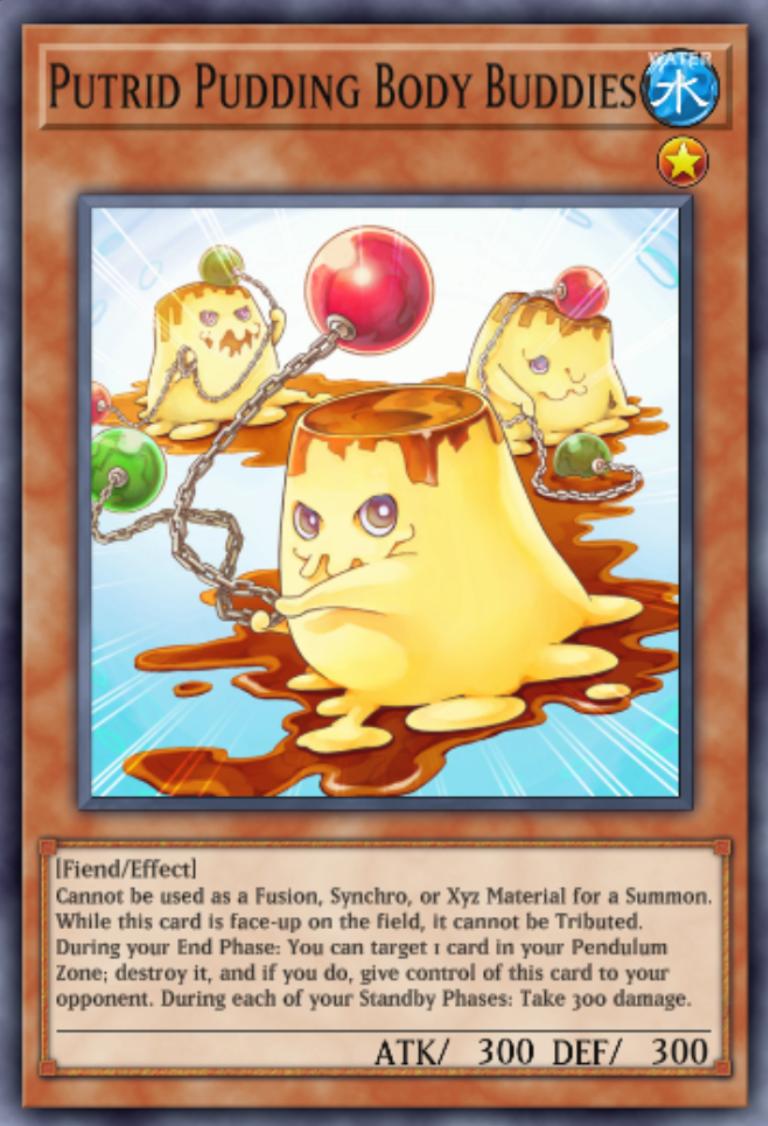 PUTRID PUDDING BODY BUDDIES
WATER
水
[Fiend/Effect]
Cannot be used as a Fusion, Synchro, or Xyz Material for a Summon.
While this card is face-up on the field, it cannot be Tributed.
During your End Phase: You can target 1 card in your Pendulum
Zone; destroy it, and if you do, give control of this card to your
opponent. During each of your Standby Phases: Take 300 damage.
ATK/ 300 DEF/ 300